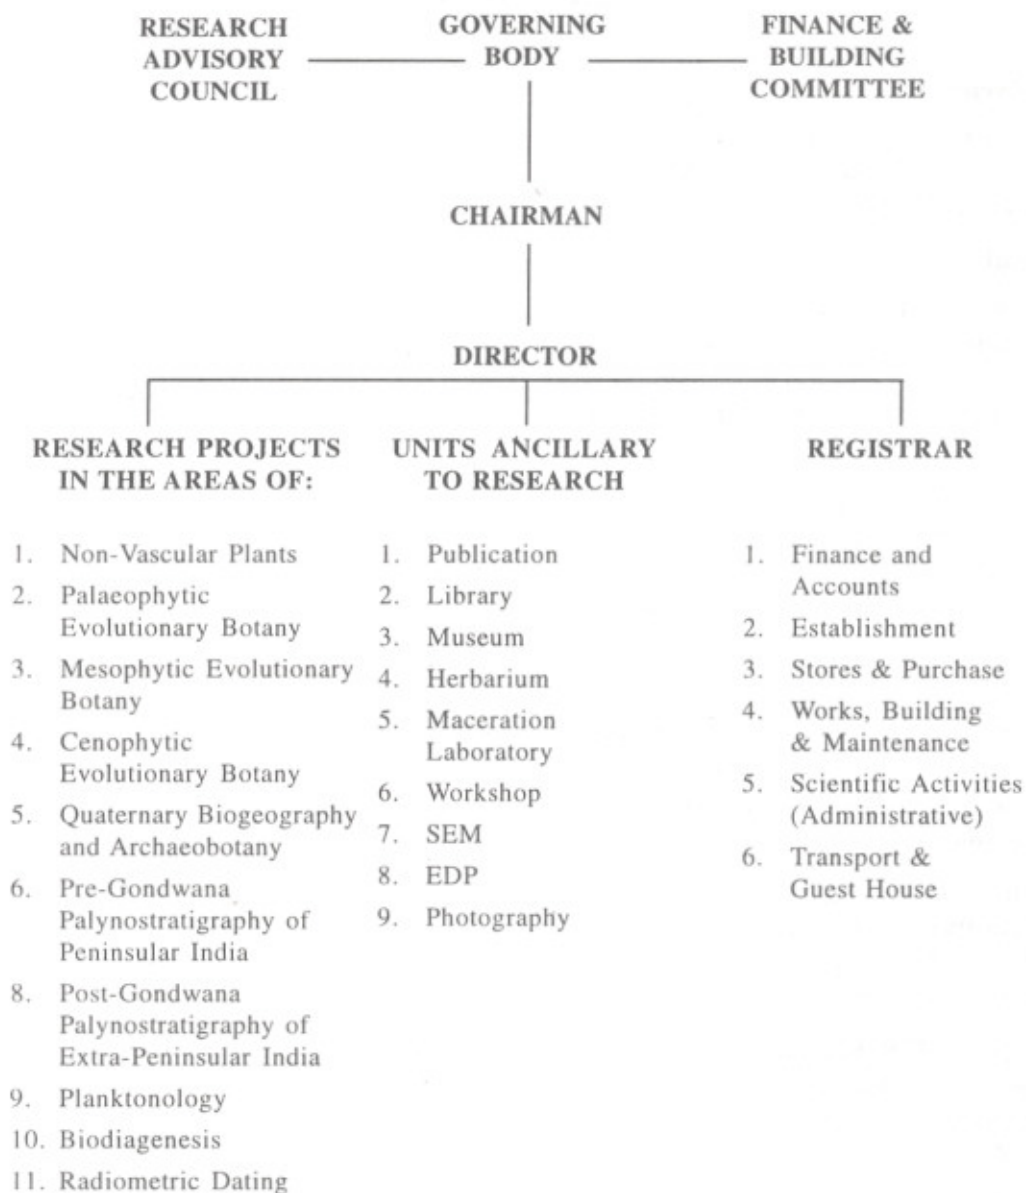 RESEARCH
ADVISORY
COUNCIL
GOVERNING
BODY
FINANCE &
BUILDING
COMMITTEE
CHAIRMAN
DIRECTOR
RESEARCH PROJECTS
IN THE AREAS OF:
1. Non-Vascular Plants
2. Palaeophytic
Evolutionary Botany
3. Mesophytic Evolutionary
Botany
4. Cenophytic
Evolutionary Botany
5. Quaternary Biogeography
and Archaeobotany
6. Pre-Gondwana
Palynostratigraphy of
Peninsular India
8. Post-Gondwana
Palynostratigraphy of
Extra-Peninsular India
9. Planktonology
10. Biodiagenesis
11. Radiometric Dating
UNITS ANCILLARY
TO RESEARCH
1. Publication
2. Library
3. Museum
4. Herbarium
5. Maceration
Laboratory
6. Workshop
7. SEM
8. EDP
9. Photography
REGISTRAR
1. Finance and
Accounts
2. Establishment
3. Stores & Purchase
4. Works, Building
& Maintenance
5. Scientific Activities
(Administrative)
6. Transport &
Guest House